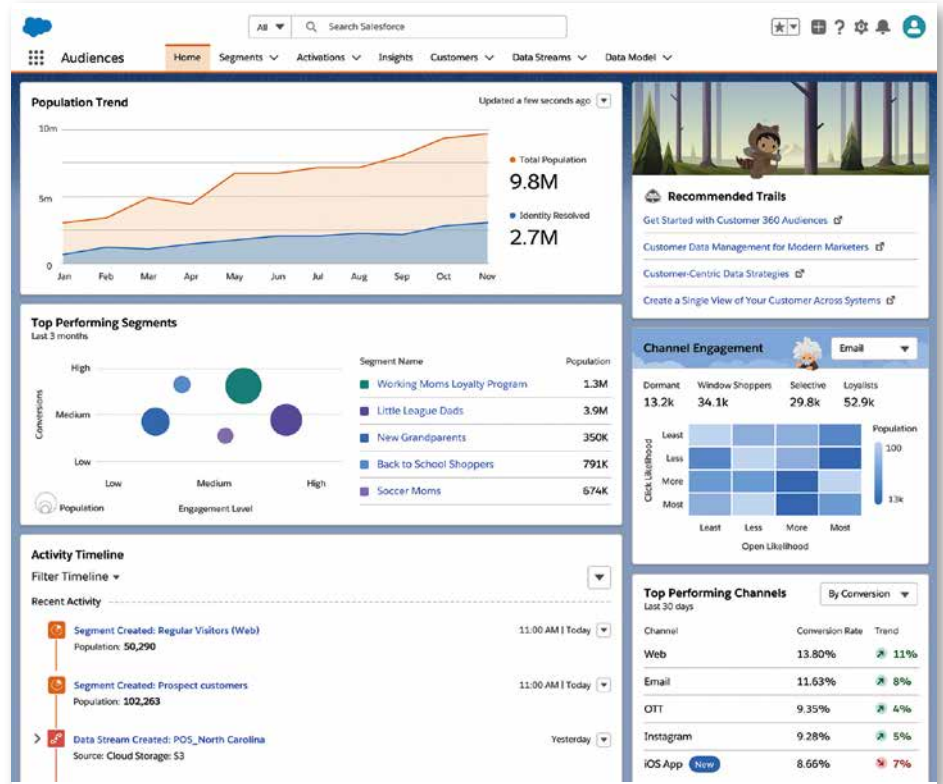 All
Search Salesforce
Audiences
Home Segments Activations Insights Customers Data Streams Data Model
Population Trend
Updated a few seconds ago
10m
5m
0
Jan Feb Mar Apr May Jun Jul Aug Sep Oct Nov
Total Population
9.8M
Identity Resolved
2.7M
Recommended Trails
Get Started with Customer 360 Audiences
Customer Data Management for Modern Marketers
Customer-Centric Data Strategies
Create a Single View of Your Customer Across Systems
Top Performing Segments
Last 3 months
High
Medium
Low
Conversions
Low Medium High
Population
Engagement Level
Segment Name Population
Working Moms Loyalty Program 1.3M
Little League Dads 3.9M
New Grandparents 350K
Back to School Shoppers 791K
Soccer Moms 674K
Channel Engagement
Email
Dormant Window Shoppers Selective Loyalists
13.2k 34.1k 29.8k 52.9k
Click Likelihood
Least
Less
More
Most
Least Less More Most
Open Likelihood
Population
100
13k
Activity Timeline
Filter Timeline
Recent Activity
Segment Created: Regular Visitors (Web) 11:00 AM | Today
Population: 50,290
Segment Created: Prospect customers 11:00 AM | Today
Population: 102,263
Data Stream Created: POS_North Carolina Yesterday
Source: Cloud Storage: S3
Top Performing Channels
By Conversion
Last 30 days
Channel Conversion Rate Trend
Web 13.80% 11%
Email 11.63% 8%
OTT 9.35% 4%
Instagram 9.28% 5%
iOS App New 8.66% 7%